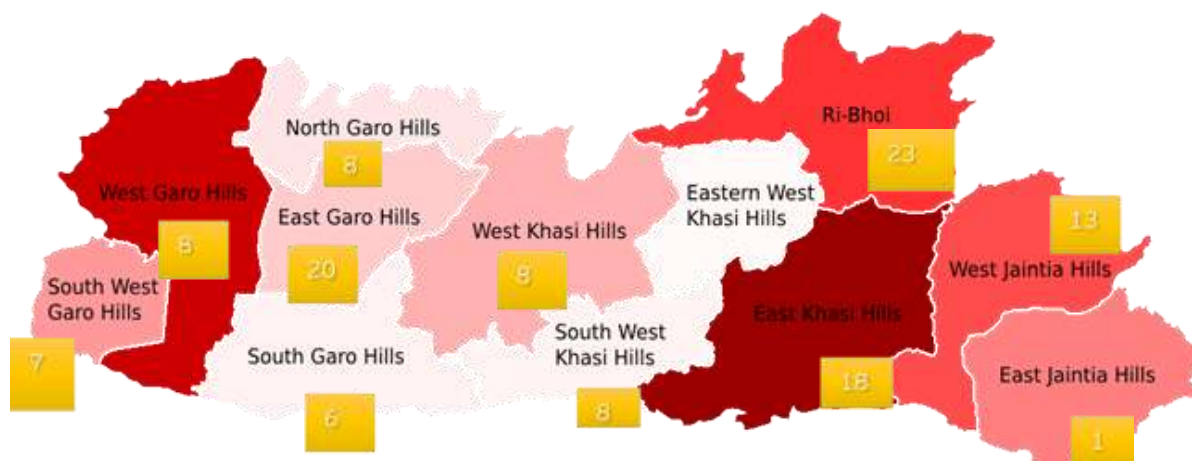 Ri-Bhoi
23
North Garo Hills
8
West Garo Hills
8
East Garo Hills
20
West Khasi Hills
Eastern West
Khasi Hills
13
West Jaintia Hills
South West
Garo Hills
7
South Garo Hills
6
South West
Khasi Hills
8
East Khasi Hills
18
East Jaintia Hills
1